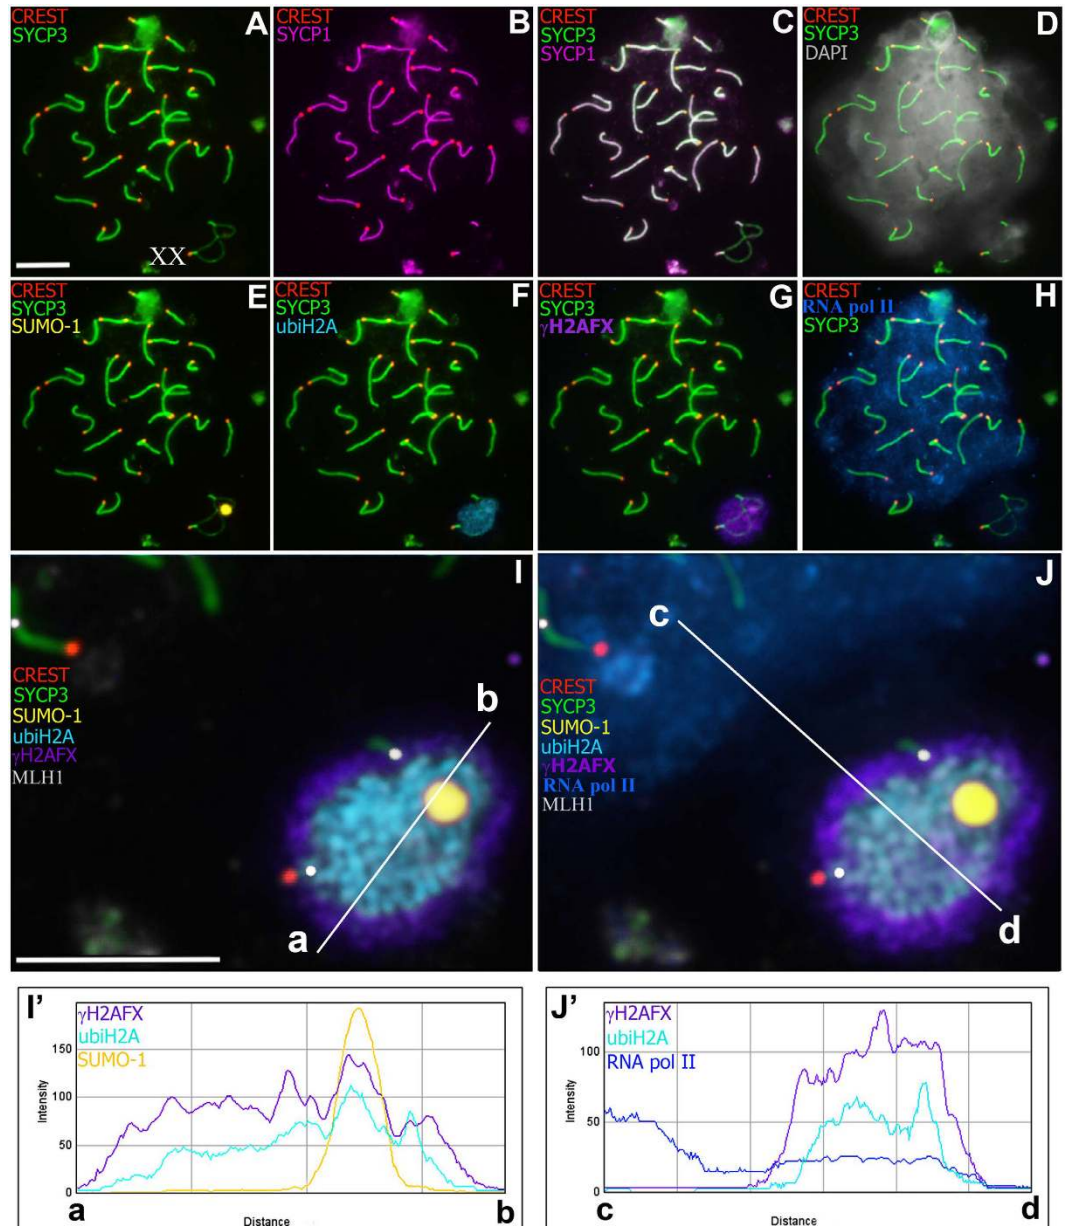 CREST
SYCP3
A
XX
CREST
SYCP1
B
CREST
SYCP3
SYCP1
C
CREST
SYCP3
DAPI
D
CREST
SYCP3
SUMO-1
E
CREST
SYCP3
ubiH2A
F
CREST
SYCP3
γH2AFX
G
CREST
RNA pol II
SYCP3
H
I
CREST
SYCP3
SUMO-1
ubiH2A
γH2AFX
MLH1
b
a
J
c
CREST
SYCP3
SUMO-1
ubiH2A
γH2AFX
RNA pol II
MLH1
d
I’
γH2AFX
ubiH2A
SUMO-1
150
100
50
0
Intensity
a
Distance
b
J’
γH2AFX
ubiH2A
RNA pol II
100
50
0
Intensity
c
Distance
d